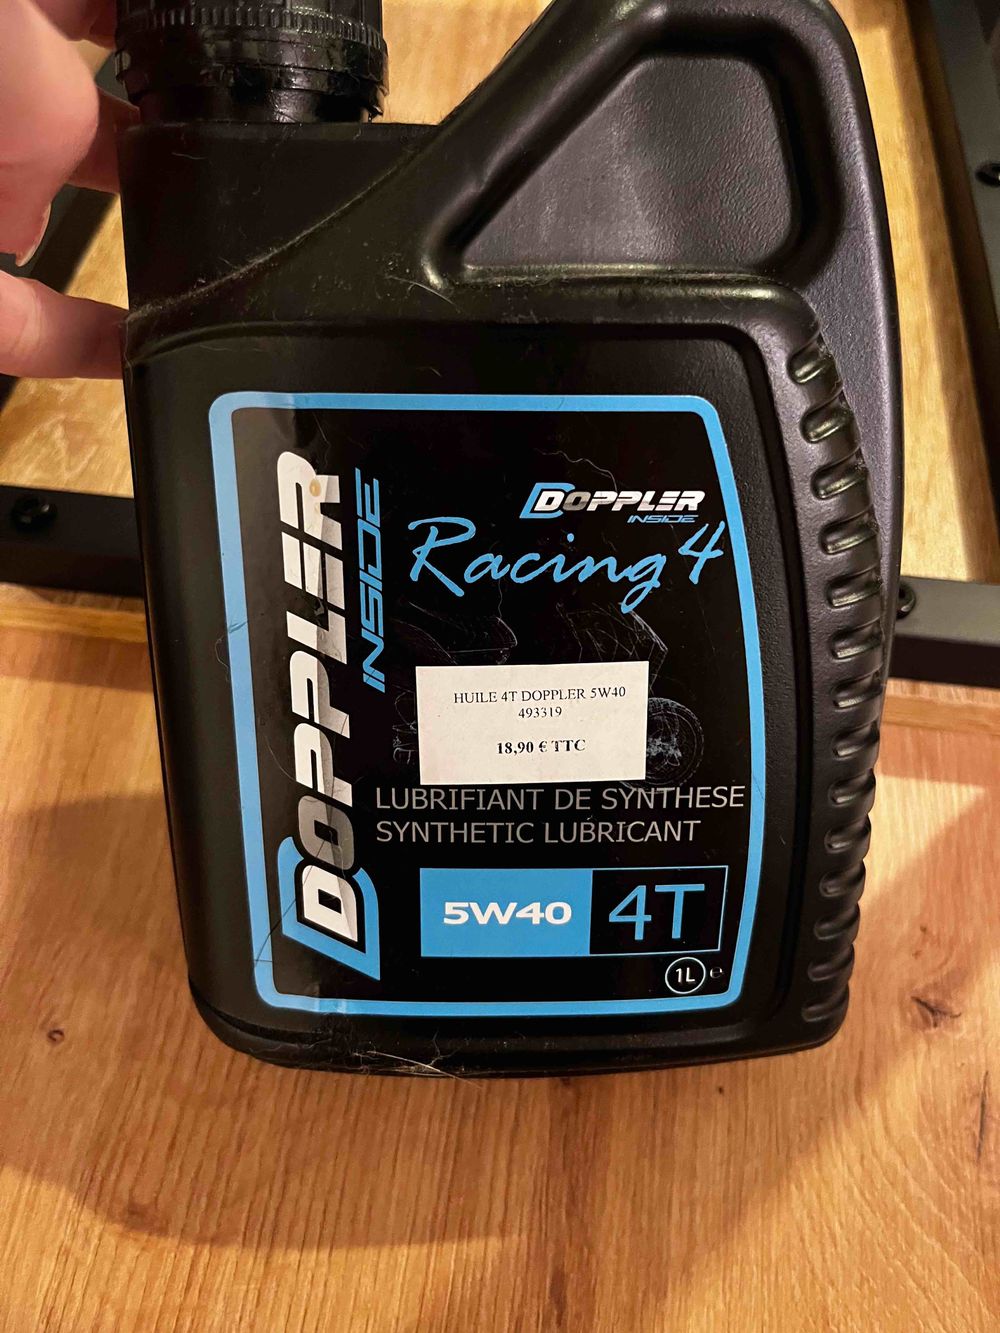 DOPPLER
INSIDE
DOPPLER
INSIDE
Racing 4
HUILE 4T DOPPLER 5W40
493319
18,90 € TTC
LUBRIFIANT DE SYNTHESE
SYNTHETIC LUBRICANT
5W40 4T
1L ℮